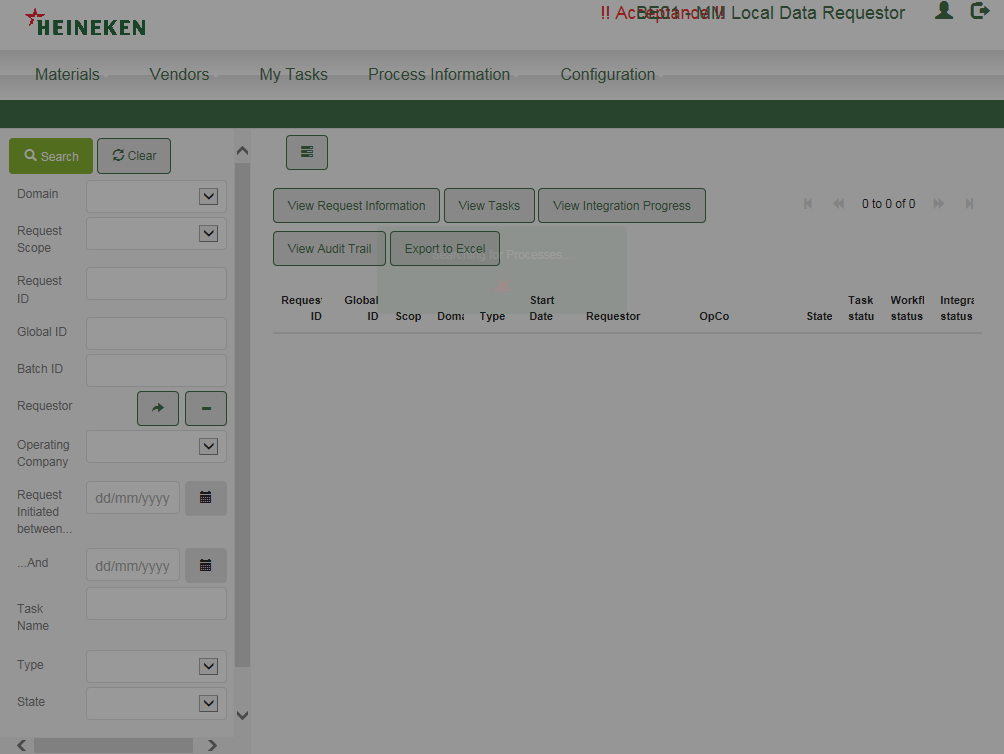 HEINEKEN
!! Acceptance !!
BE01 - MM Local Data Requestor
Materials Vendors My Tasks Process Information Configuration
Search Clear
Domain
Request
Scope
Request
ID
Global ID
Batch ID
Requestor
Operating
Company
dd/mm/yyyy
Request
Initiated
between...
dd/mm/yyyy
...And
Task
Name
Type
State
View Request Information View Tasks View Integration Progress
0 to 0 of 0
View Audit Trail Export to Excel
Searching for Processes...
Reques
ID
Global
ID
Scop
Doma
Type
Start
Date
Requestor
OpCo
State
Task
statu
Workfl
status
Integra
status